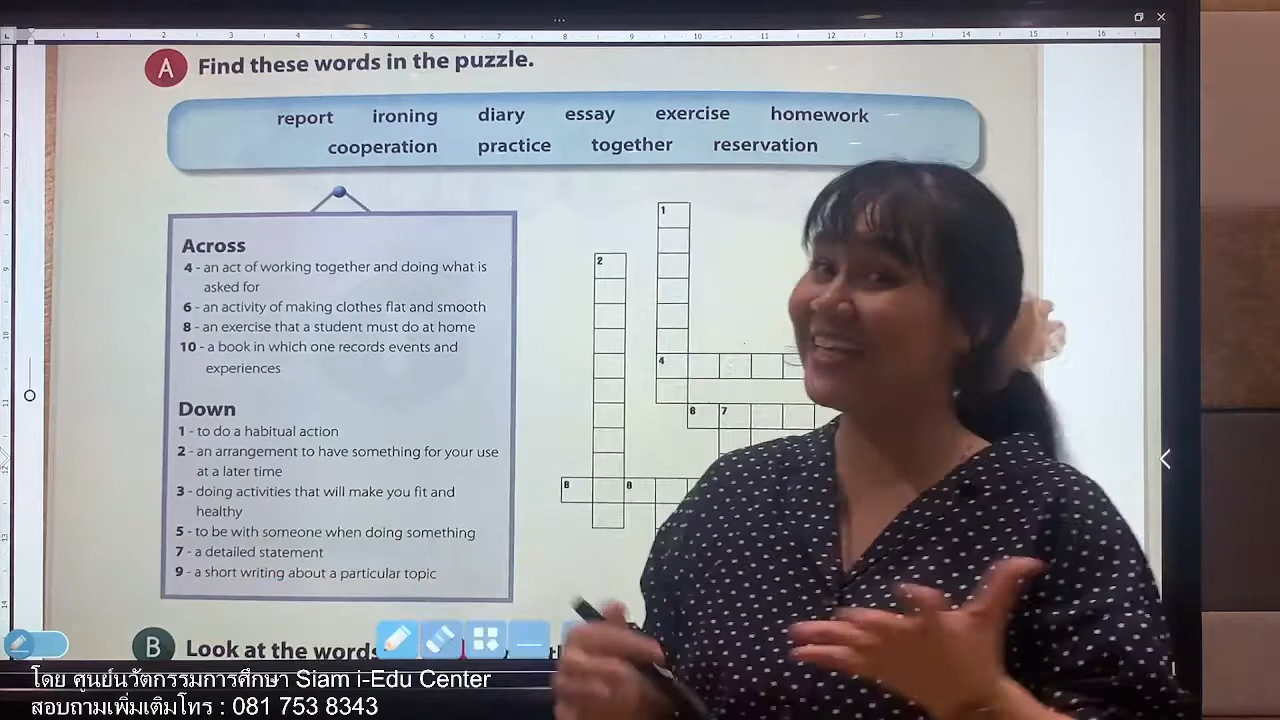 A Find these words in the puzzle.
report ironing diary essay exercise homework
cooperation practice together reservation
Across
4 - an act of working together and doing what is
asked for
6 - an activity of making clothes flat and smooth
8 - an exercise that a student must do at home
10 - a book in which one records events and
experiences
Down
1 - to do a habitual action
2 - an arrangement to have something for your use
at a later time
3 - doing activities that will make you fit and
healthy
5 - to be with someone when doing something
7 - a detailed statement
9 - a short writing about a particular topic
1
2
4
6 7
8 9
B Look at the words
โดย ศูนย์นวัตกรรมการศึกษา Siam i-Edu Center
สอบถามเพิ่มเติมโทร : 081 753 8343